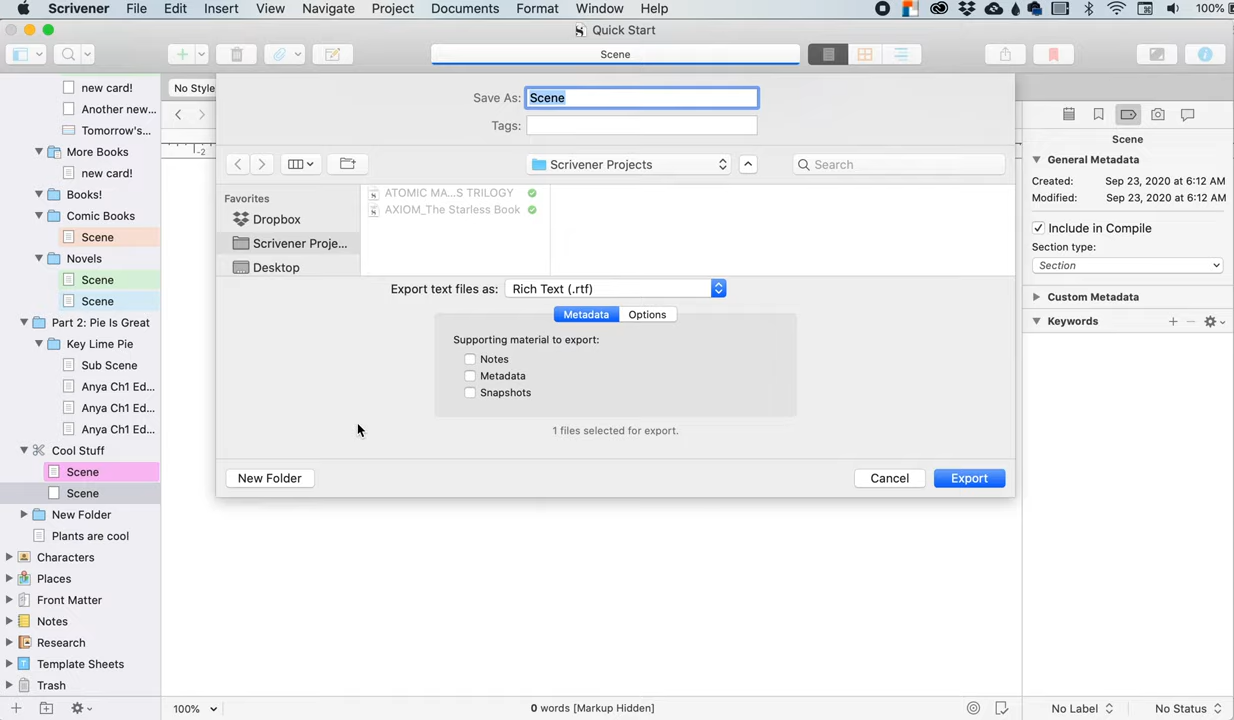 Scrivener File Edit Insert View Navigate Project Documents Format Window Help 100%
Quick Start
Scene
new card!
Another new...
Tomorrow's...
More Books
new card!
Books!
Comic Books
Scene
Novels
Scene
Scene
Part 2: Pie Is Great
Key Lime Pie
Sub Scene
Anya Ch1 Ed...
Anya Ch1 Ed...
Anya Ch1 Ed...
Cool Stuff
Scene
Scene
New Folder
Plants are cool
Characters
Places
Front Matter
Notes
Research
Template Sheets
Trash
No Style
-2
Save As: Scene
Tags:
Scrivener Projects
Search
Favorites
Dropbox
Scrivener Proje...
Desktop
ATOMIC MA...S TRILOGY
AXIOM_The Starless Book
Export text files as: Rich Text (.rtf)
Metadata Options
Supporting material to export:
Notes
Metadata
Snapshots
1 files selected for export.
New Folder Cancel Export
Scene
General Metadata
Created: Sep 23, 2020 at 6:12 AM
Modified: Sep 23, 2020 at 6:12 AM
Include in Compile
Section type:
Section
Custom Metadata
Keywords
100% 0 words [Markup Hidden] No Label No Status